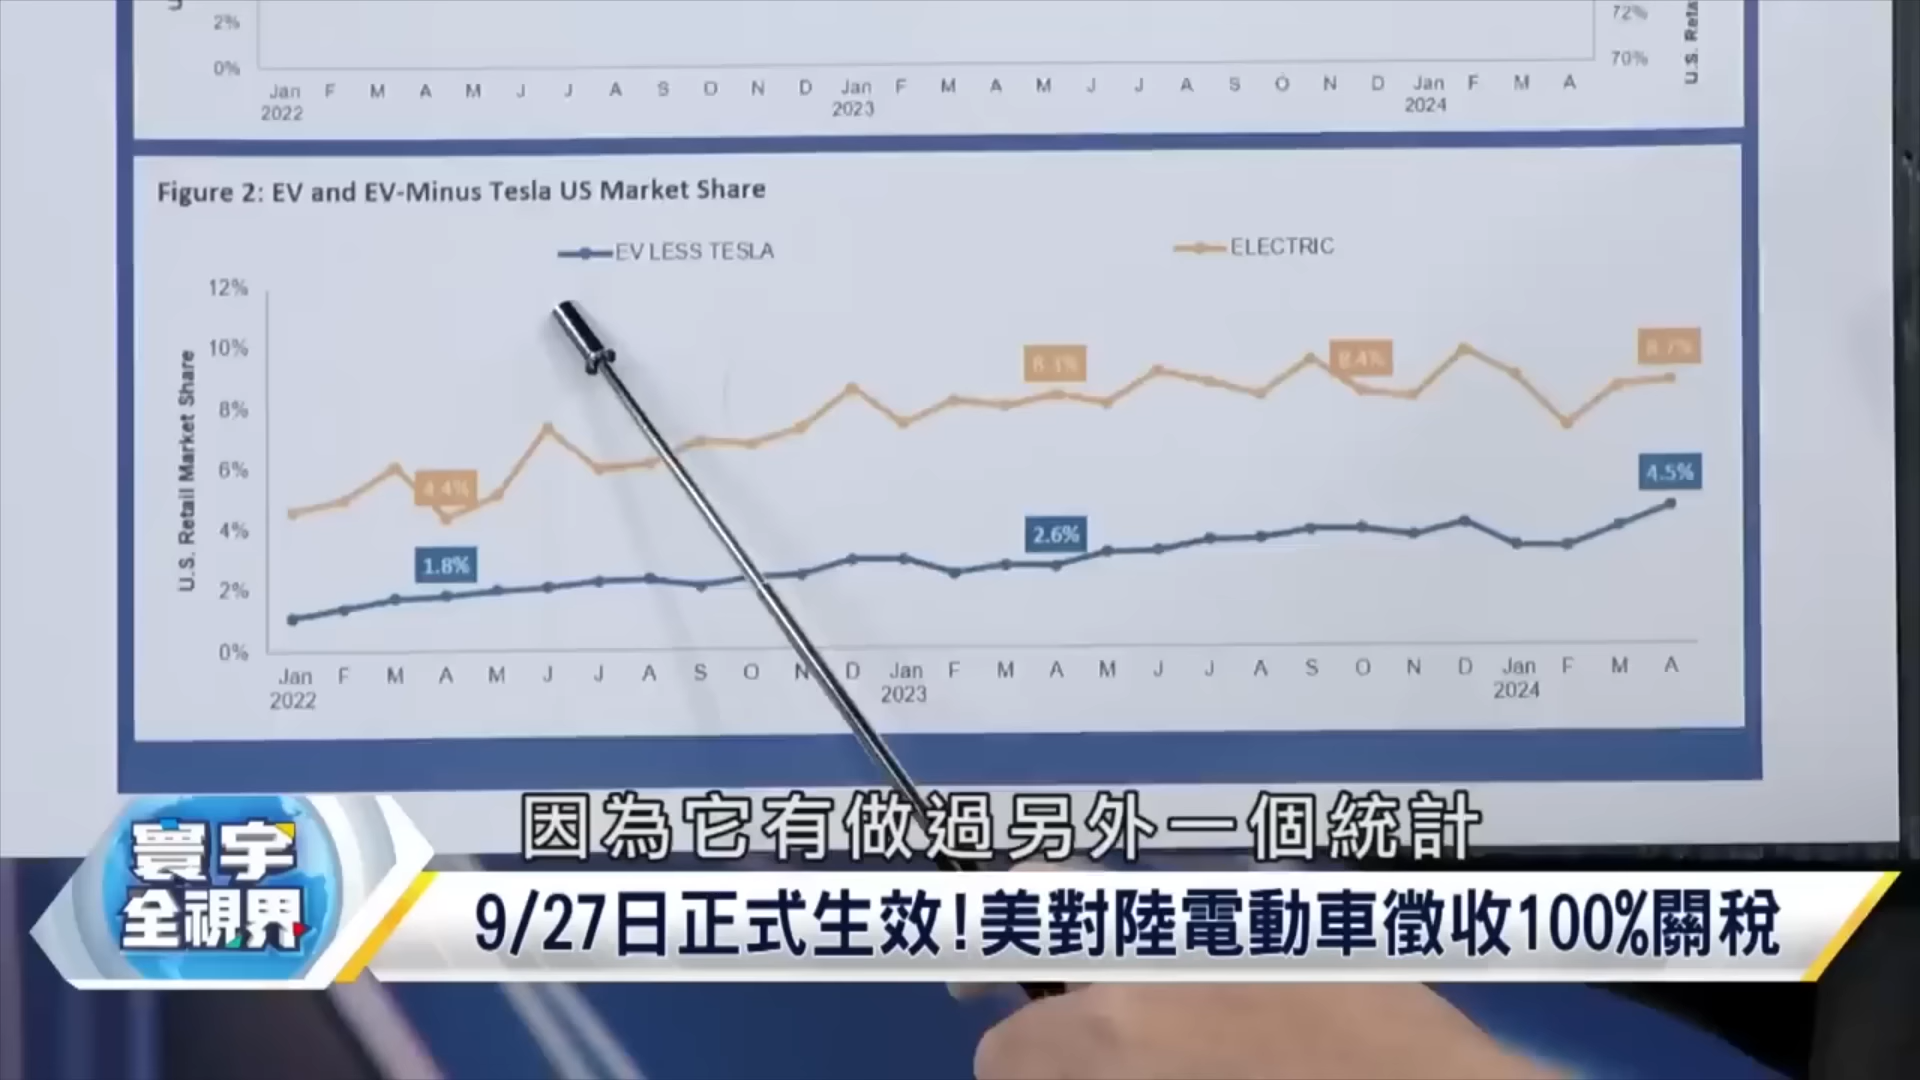 2%
72%
0%
70%
Jan F M A M J J A S O N D Jan F M A M J J A S O N D Jan F M A
2022 2023 2024
Figure 2: EV and EV-Minus Tesla US Market Share
EV LESS TESLA ELECTRIC
U.S. Retail Market Share
12%
10%
8%
6%
4%
2%
0%
4.4%
8.4%
8.7%
1.8%
2.6%
4.5%
Jan F M A M J J A S O N D Jan F M A M J J A S O N D Jan F M A
2022 2023 2024
因為它有做過另外一個統計
寰宇
全視界
9/27日正式生效!美對陸電動車徵收100%關稅